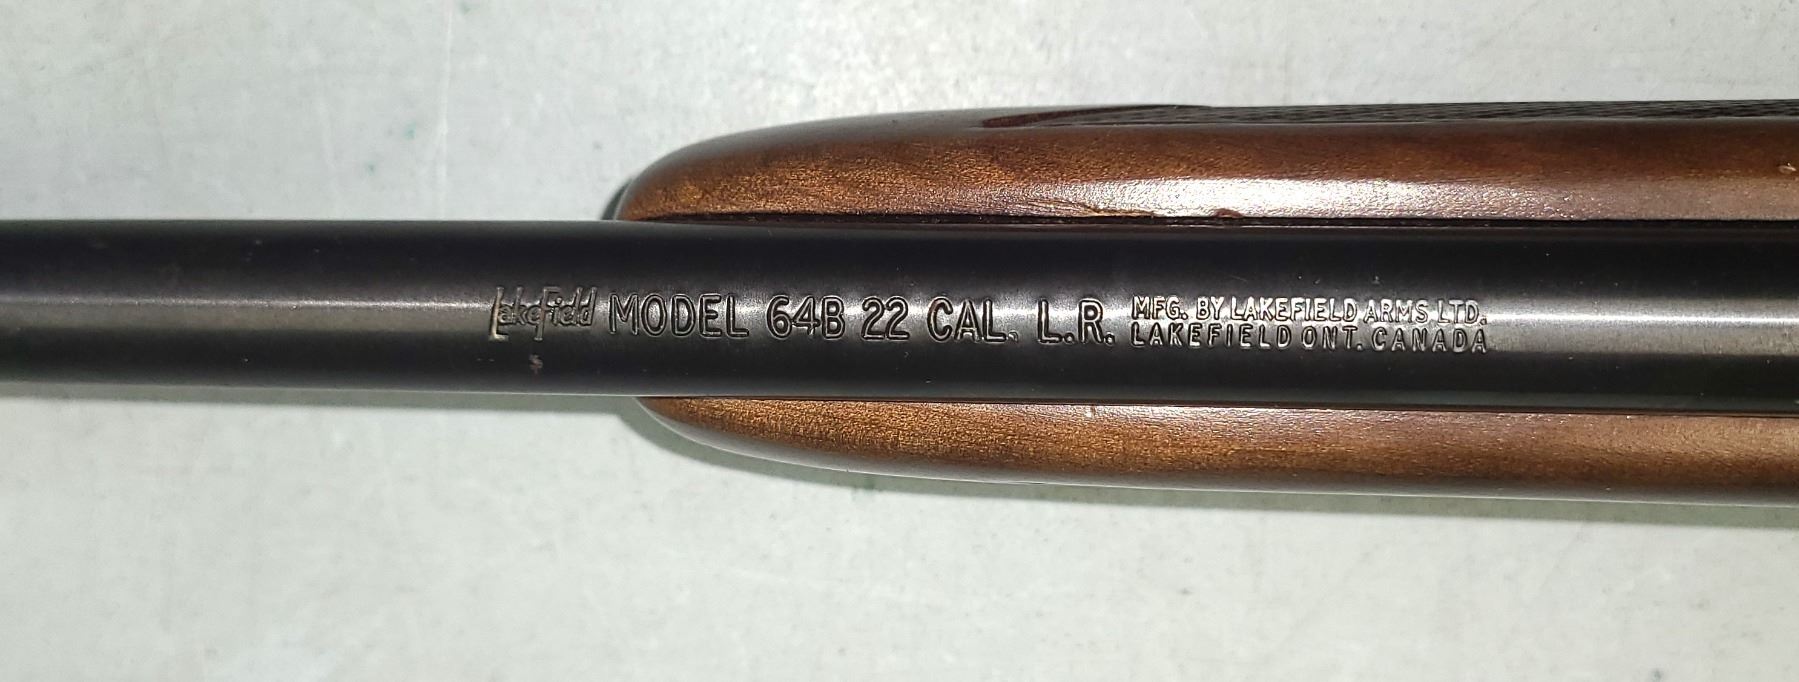 LakeField MODEL 64B 22 CAL. L.R.
MFG. BY LAKEFIELD ARMS LTD.
LAKEFIELD ONT. CANADA